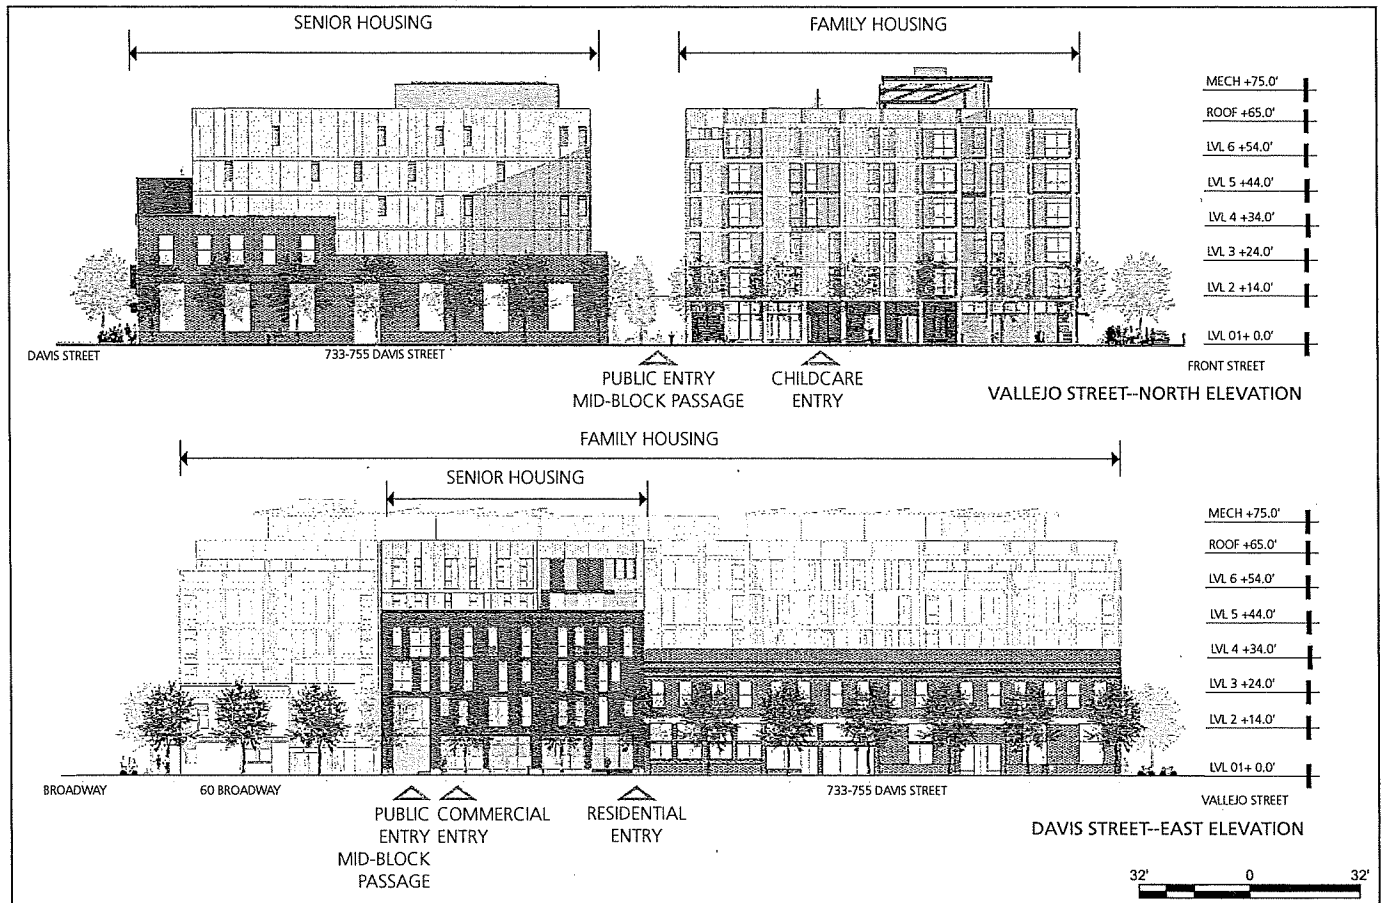 SENIOR HOUSING
FAMILY HOUSING
MECH +75.0'
ROOF +65.0'
LVL 6 +54.0'
LVL 5 +44.0'
LVL 4 +34.0'
LVL 3 +24.0'
LVL 2 +14.0'
LVL 01+ 0.0'
DAVIS STREET
733-755 DAVIS STREET
FRONT STREET
PUBLIC ENTRY
MID-BLOCK PASSAGE
CHILDCARE
ENTRY
VALLEJO STREET--NORTH ELEVATION
FAMILY HOUSING
SENIOR HOUSING
MECH +75.0'
ROOF +65.0'
LVL 6 +54.0'
LVL 5 +44.0'
LVL 4 +34.0'
LVL 3 +24.0'
LVL 2 +14.0'
LVL 01+ 0.0'
BROADWAY
60 BROADWAY
733-755 DAVIS STREET
VALLEJO STREET
PUBLIC
ENTRY
MID-BLOCK
PASSAGE
COMMERCIAL
ENTRY
RESIDENTIAL
ENTRY
DAVIS STREET--EAST ELEVATION
32' 0 32'